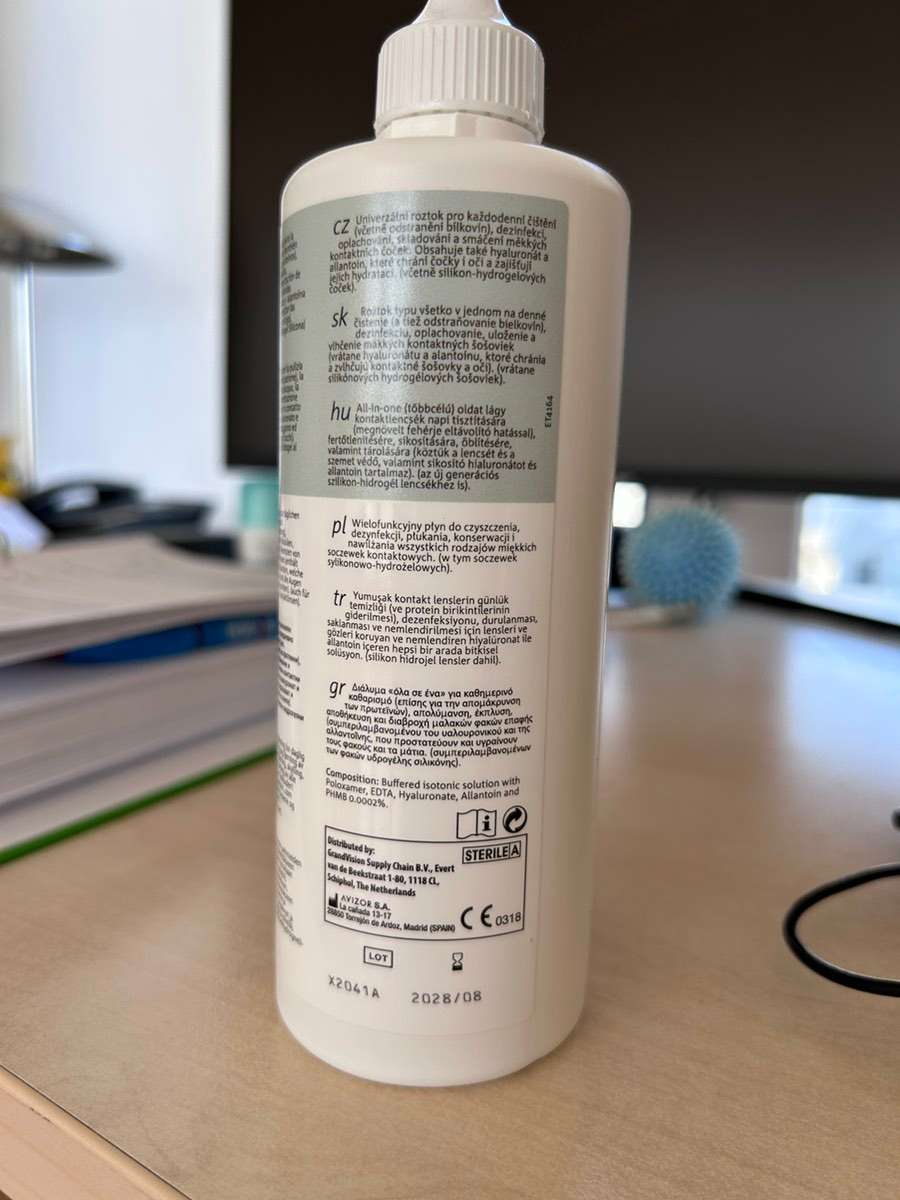 cz Univerzální roztok pro každodenní čištění
(včetně odstranění bílkovin), dezinfekci,
oplachování, skladování a smáčení měkkých
kontaktních čoček. Obsahuje také hyaluronát a
allantoin, které chrání čočky i oči a zajišťují
jejich hydrataci. (včetně silikon-hydrogelových
čoček).
sk Roztok typu všetko v jednom na denné
čistenie (a tiež odstraňovanie bielkovín),
dezinfekciu, oplachovanie, uloženie a
vlhčenie mäkkých kontaktných šošoviek
(vrátane hyaluronátu a alantoínu, ktoré chránia
a zvlhčujú kontaktné šošovky a oči). (vrátane
silikónových hydrogélových šošoviek).
hu All-in-one (többcélú) oldat lágy
kontaktlencsék napi tisztítására
(megnövelt fehérje eltávolító hatással),
fertőtlenítésére, síkosítására, öblítésére,
valamint tárolására (köztük a lencsét és a
szemet védő, valamint síkosító hialuronátot és
allantoin tartalmaz). (az új generációs
szilikon-hidrogél lencsékhez is).
ET4164
pl Wielofunkcyjny płyn do czyszczenia,
dezynfekcji, płukania, konserwacji i
nawilżania wszystkich rodzajów miękkich
soczewek kontaktowych. (w tym soczewek
sylikonowo-hydrożelowych).
tr Yumuşak kontakt lenslerin günlük
temizliği (ve protein birikintilerinin
giderilmesi), dezenfeksiyonu, durulanması,
saklanması ve nemlendirilmesi için lensleri ve
gözleri koruyan ve nemlendiren hiyalüronat ile
allantoin içeren hepsi bir arada bitkisel
solüsyon. (silikon hidrojel lensler dahil).
gr Διάλυμα «όλα σε ένα» για καθημερινό
καθαρισμό (επίσης για την απομάκρυνση
των πρωτεϊνών), απολύμανση, έκπλυση,
αποθήκευση και διαβροχή μαλακών φακών επαφής
(συμπεριλαμβανομένου του υαλουρονικού και της
αλλαντοΐνης, που προστατεύουν και υγραίνουν
τους φακούς και τα μάτια. (συμπεριλαμβανομένων
των φακών υδρογέλης σιλικόνης).
Composition: Buffered isotonic solution with
Poloxamer, EDTA, Hyaluronate, Allantoin and
PHMB 0.0002%.
STERILE A
Distributed by:
GrandVision Supply Chain B.V., Evert
van de Beekstraat 1-80, 1118 CL,
Schiphol, The Netherlands
AVIZOR S.A.
La cañada 13-17
28850 Torrejón de Ardoz, Madrid (SPAIN)
CE 0318
LOT
X2041A 2028/08